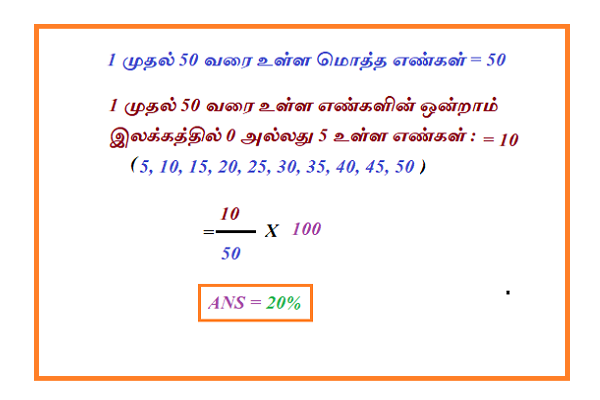 1 முதல் 50 வரை உள்ள மொத்த எண்கள் = 50
1 முதல் 50 வரை உள்ள எண்களின் ஒன்றாம்
இலக்கத்தில் 0 அல்லது 5 உள்ள எண்கள் : = 10
(5, 10, 15, 20, 25, 30, 35, 40, 45, 50 )
10
= X 100
50
ANS = 20%
.